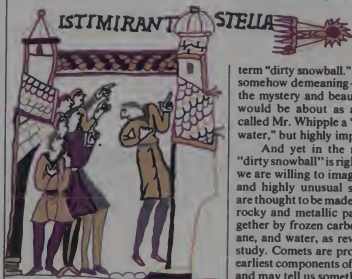 ISTI MIRANT STELLA
term "dirty snowball."
somehow demeaning
the mystery and beau
would be about as
called Mr. Whipple a "
water," but highly imp
And yet in the
"dirty snowball" is righ
we are willing to imag
and highly unusual s
are thought to be made
rocky and metallic pa
gether by frozen carbo
ane, and water, as rev
study. Comets are pro
earliest components of
and may tell us someth